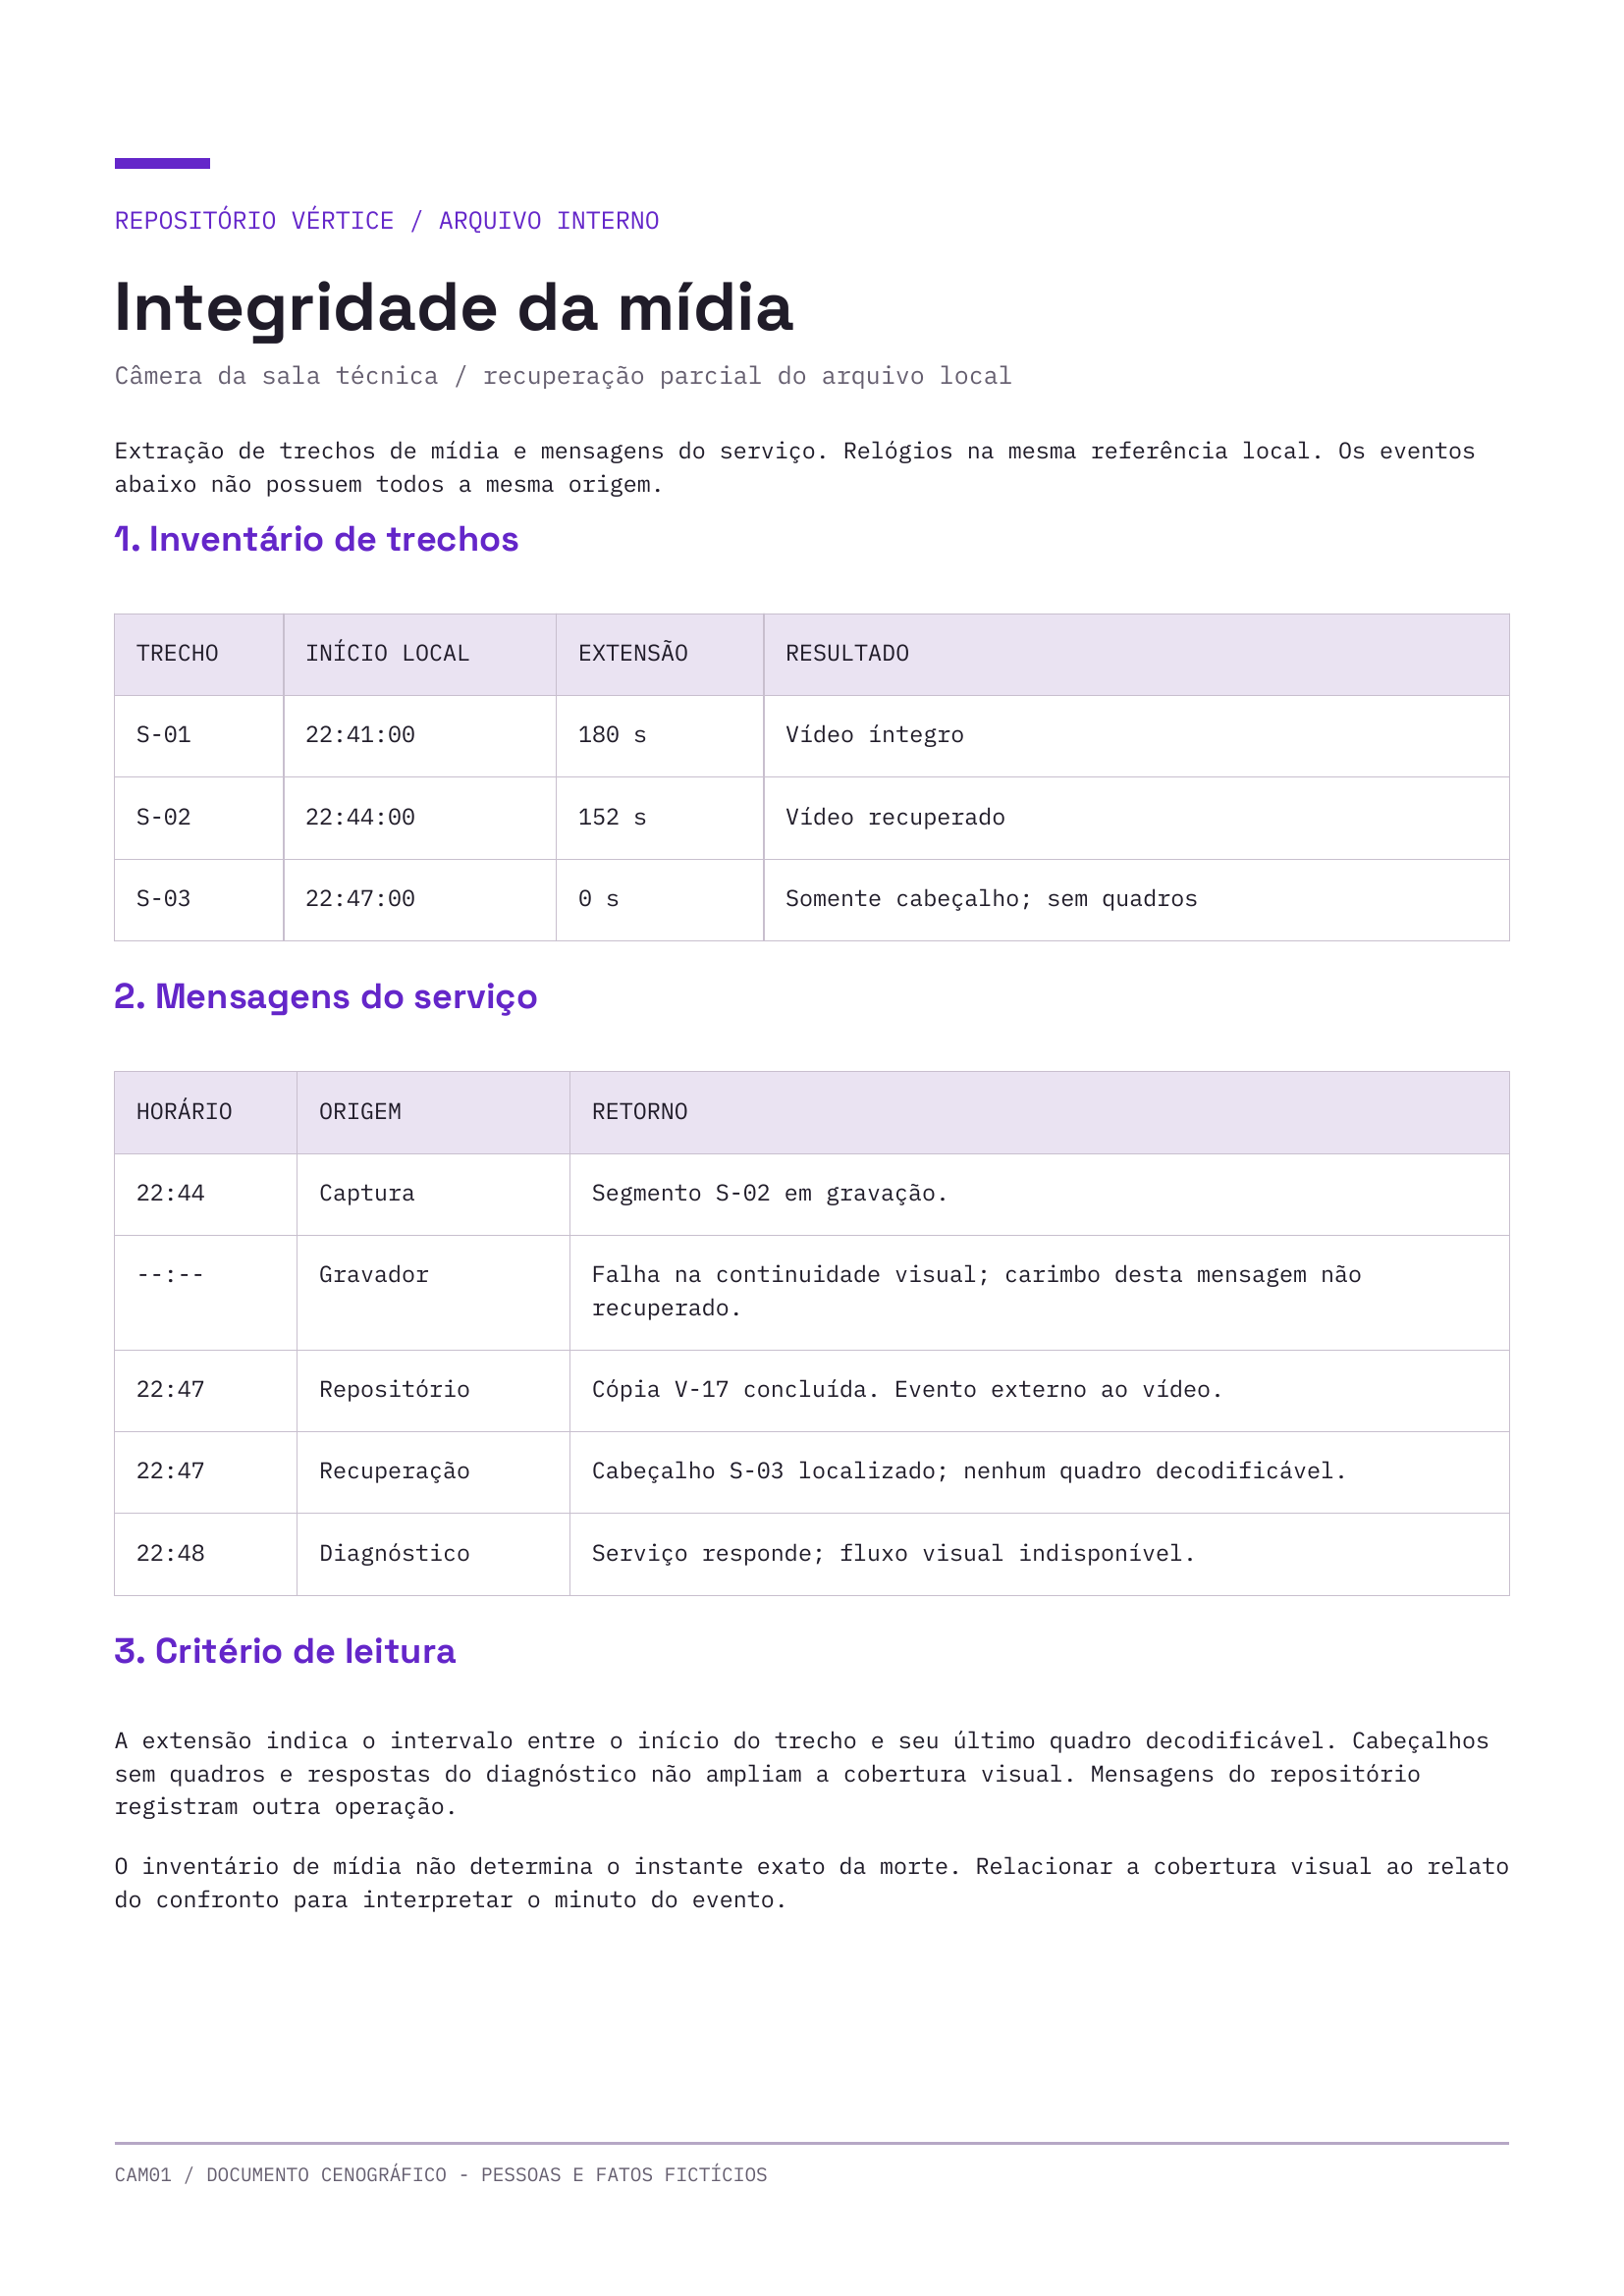 REPOSITÓRIO VÉRTICE / ARQUIVO INTERNO
Integridade da mídia
Câmera da sala técnica / recuperação parcial do arquivo local
Extração de trechos de mídia e mensagens do serviço. Relógios na mesma referência local. Os eventos
abaixo não possuem todos a mesma origem.
1. Inventário de trechos
TRECHO INÍCIO LOCAL EXTENSÃO RESULTADO
S-01 22:41:00 180 s Vídeo íntegro
S-02 22:44:00 152 s Vídeo recuperado
S-03 22:47:00 0 s Somente cabeçalho; sem quadros
2. Mensagens do serviço
HORÁRIO ORIGEM RETORNO
22:44 Captura Segmento S-02 em gravação.
--:-- Gravador Falha na continuidade visual; carimbo desta mensagem não
recuperado.
22:47 Repositório Cópia V-17 concluída. Evento externo ao vídeo.
22:47 Recuperação Cabeçalho S-03 localizado; nenhum quadro decodificável.
22:48 Diagnóstico Serviço responde; fluxo visual indisponível.
3. Critério de leitura
A extensão indica o intervalo entre o início do trecho e seu último quadro decodificável. Cabeçalhos
sem quadros e respostas do diagnóstico não ampliam a cobertura visual. Mensagens do repositório
registram outra operação.
O inventário de mídia não determina o instante exato da morte. Relacionar a cobertura visual ao relato
do confronto para interpretar o minuto do evento.
CAM01 / DOCUMENTO CENOGRÁFICO - PESSOAS E FATOS FICTÍCIOS